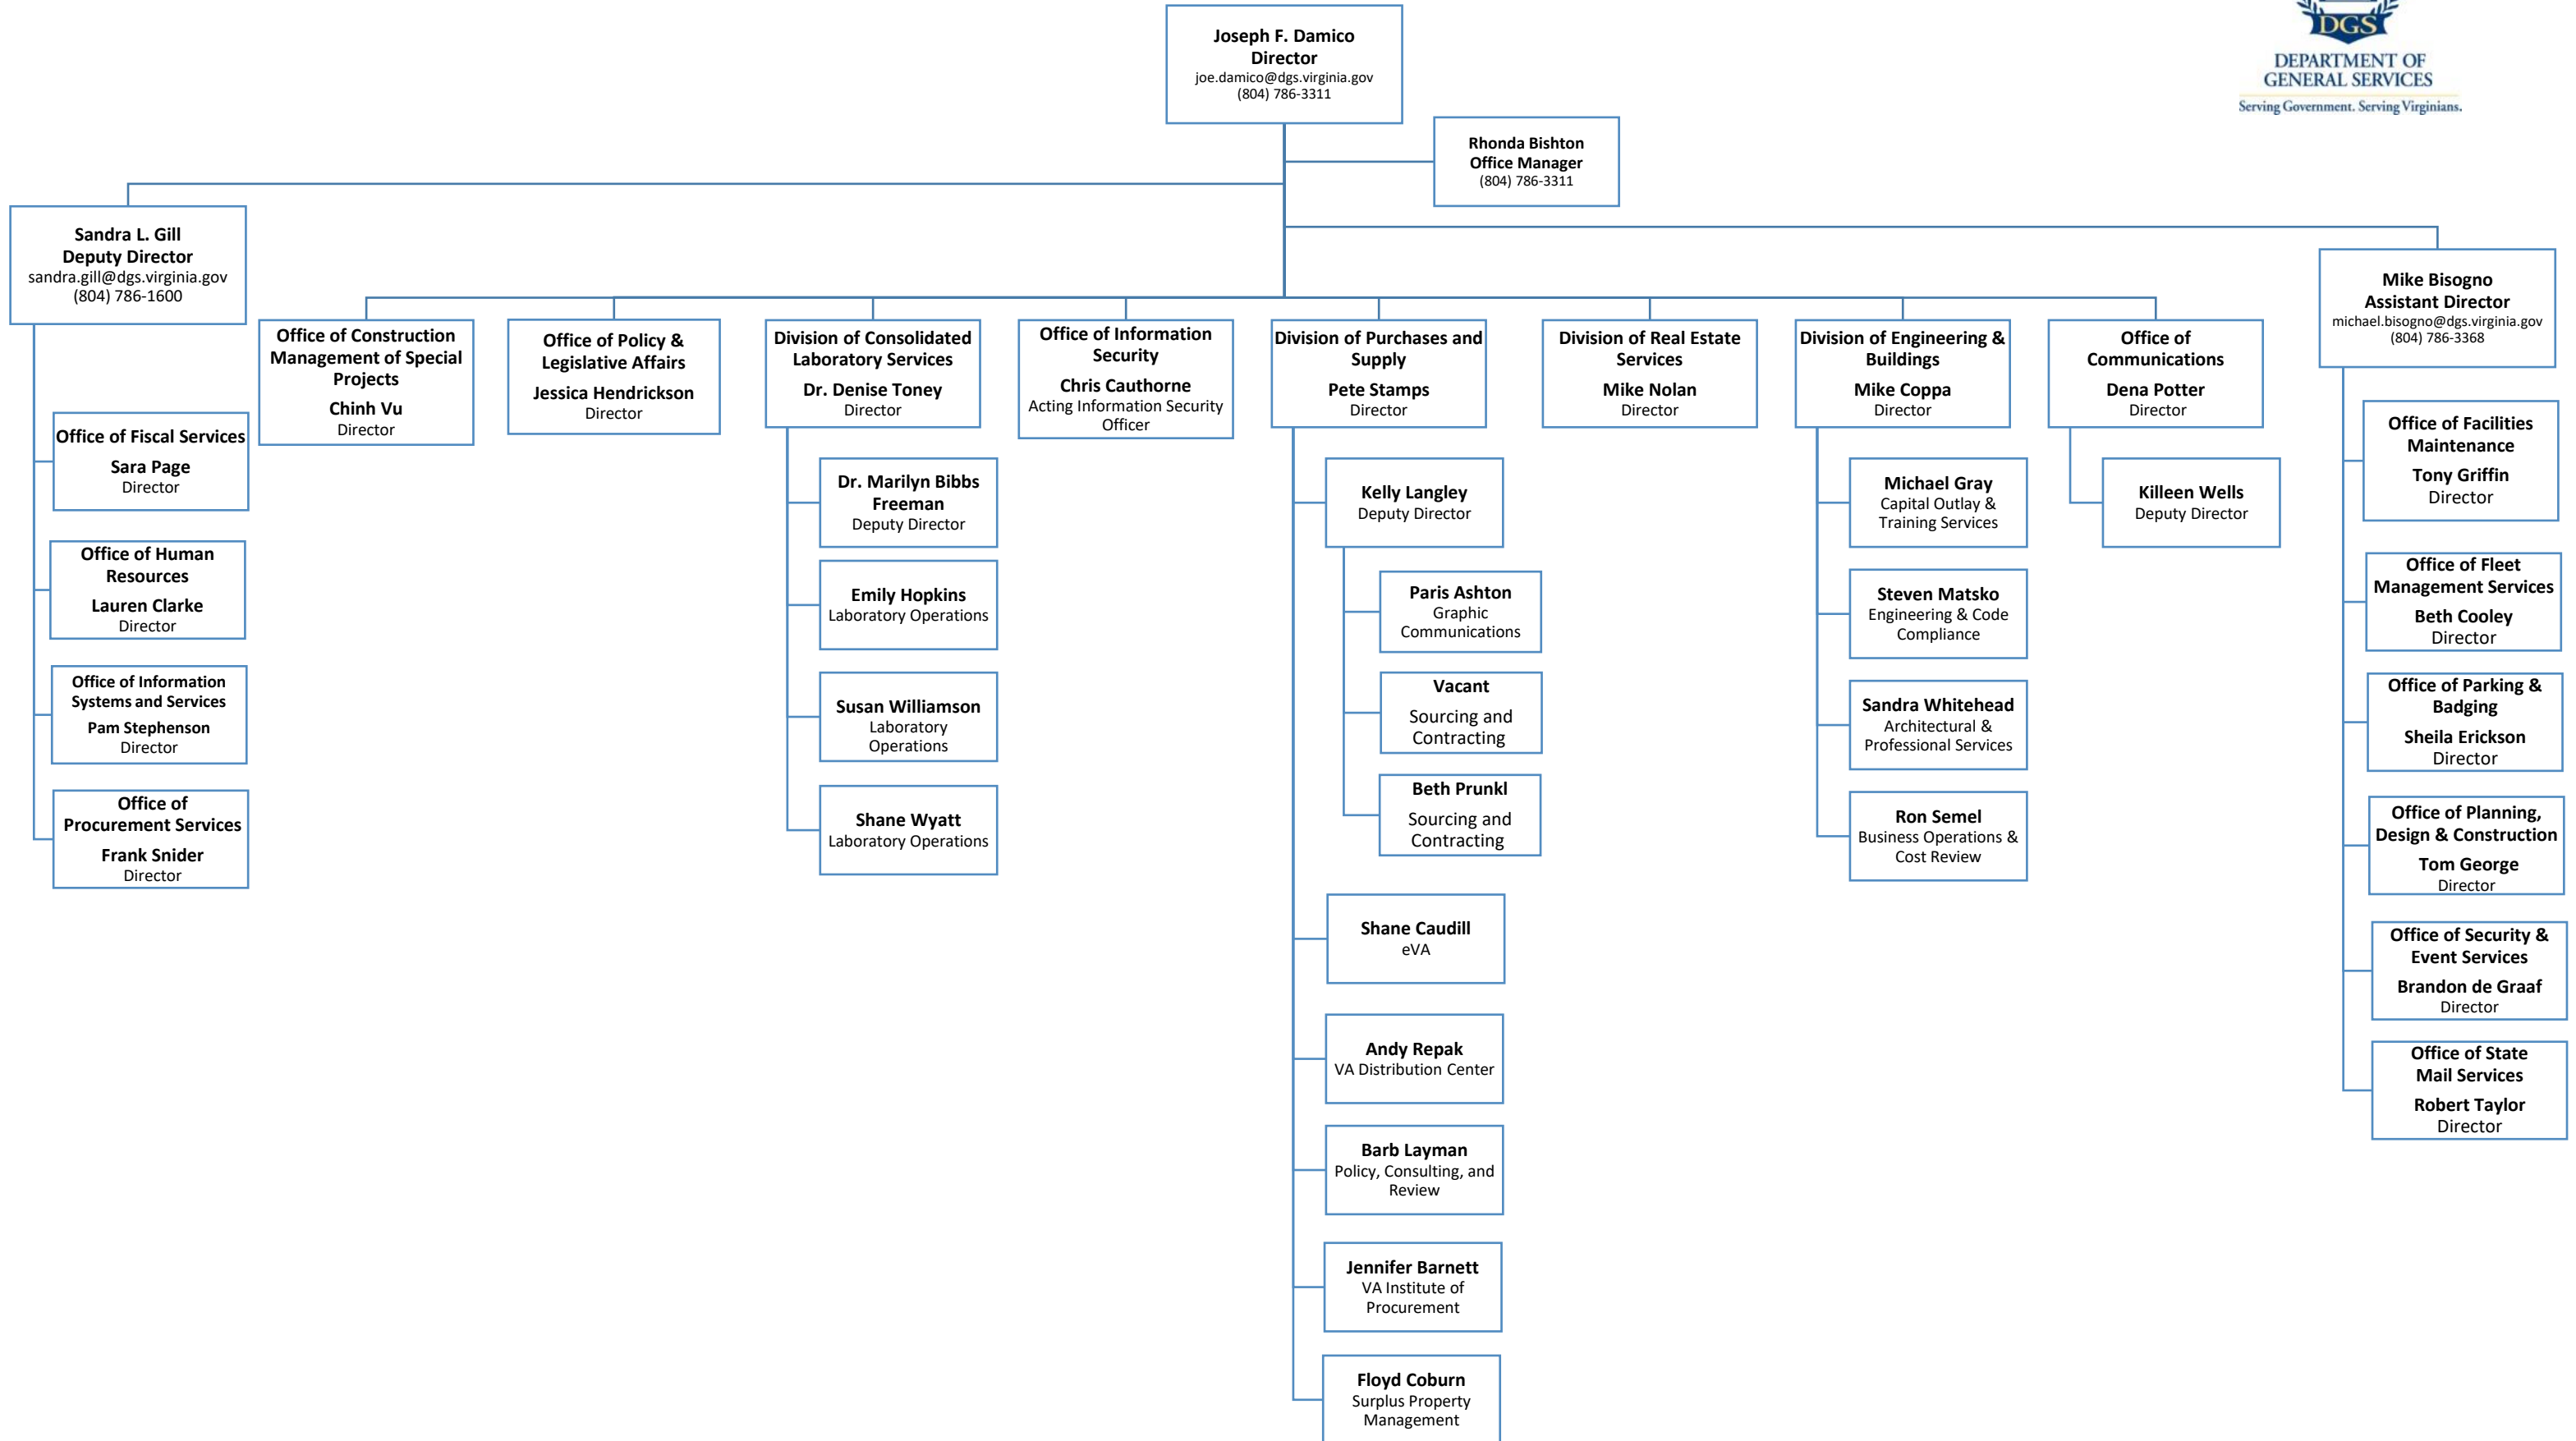 Joseph F. Damico
Director
joe.damico@dgs.virginia.gov
(804) 786-3311
DGS
DEPARTMENT OF
GENERAL SERVICES
Serving Government. Serving Virginians.
Rhonda Bishton
Office Manager
(804) 786-3311
Sandra L. Gill
Deputy Director
sandra.gill@dgs.virginia.gov
(804) 786-1600
Office of Fiscal Services
Sara Page
Director
Office of Human
Resources
Lauren Clarke
Director
Office of Information
Systems and Services
Pam Stephenson
Director
Office of
Procurement Services
Frank Snider
Director
Office of Construction
Management of Special
Projects
Chinh Vu
Director
Office of Policy &
Legislative Affairs
Jessica Hendrickson
Director
Division of Consolidated
Laboratory Services
Dr. Denise Toney
Director
Dr. Marilyn Bibbs
Freeman
Deputy Director
Emily Hopkins
Laboratory Operations
Susan Williamson
Laboratory
Operations
Shane Wyatt
Laboratory Operations
Office of Information
Security
Chris Cauthorne
Acting Information Security
Officer
Division of Purchases and
Supply
Pete Stamps
Director
Kelly Langley
Deputy Director
Paris Ashton
Graphic
Communications
Vacant
Sourcing and
Contracting
Beth Prunkl
Sourcing and
Contracting
Shane Caudill
eVA
Andy Repak
VA Distribution Center
Barb Layman
Policy, Consulting, and
Review
Jennifer Barnett
VA Institute of
Procurement
Floyd Coburn
Surplus Property
Management
Division of Real Estate
Services
Mike Nolan
Director
Division of Engineering &
Buildings
Mike Coppa
Director
Michael Gray
Capital Outlay &
Training Services
Steven Matsko
Engineering & Code
Compliance
Sandra Whitehead
Architectural &
Professional Services
Ron Semel
Business Operations &
Cost Review
Office of
Communications
Dena Potter
Director
Killeen Wells
Deputy Director
Mike Bisogno
Assistant Director
michael.bisogno@dgs.virginia.gov
(804) 786-3368
Office of Facilities
Maintenance
Tony Griffin
Director
Office of Fleet
Management Services
Beth Cooley
Director
Office of Parking &
Badging
Sheila Erickson
Director
Office of Planning,
Design & Construction
Tom George
Director
Office of Security &
Event Services
Brandon de Graaf
Director
Office of State
Mail Services
Robert Taylor
Director